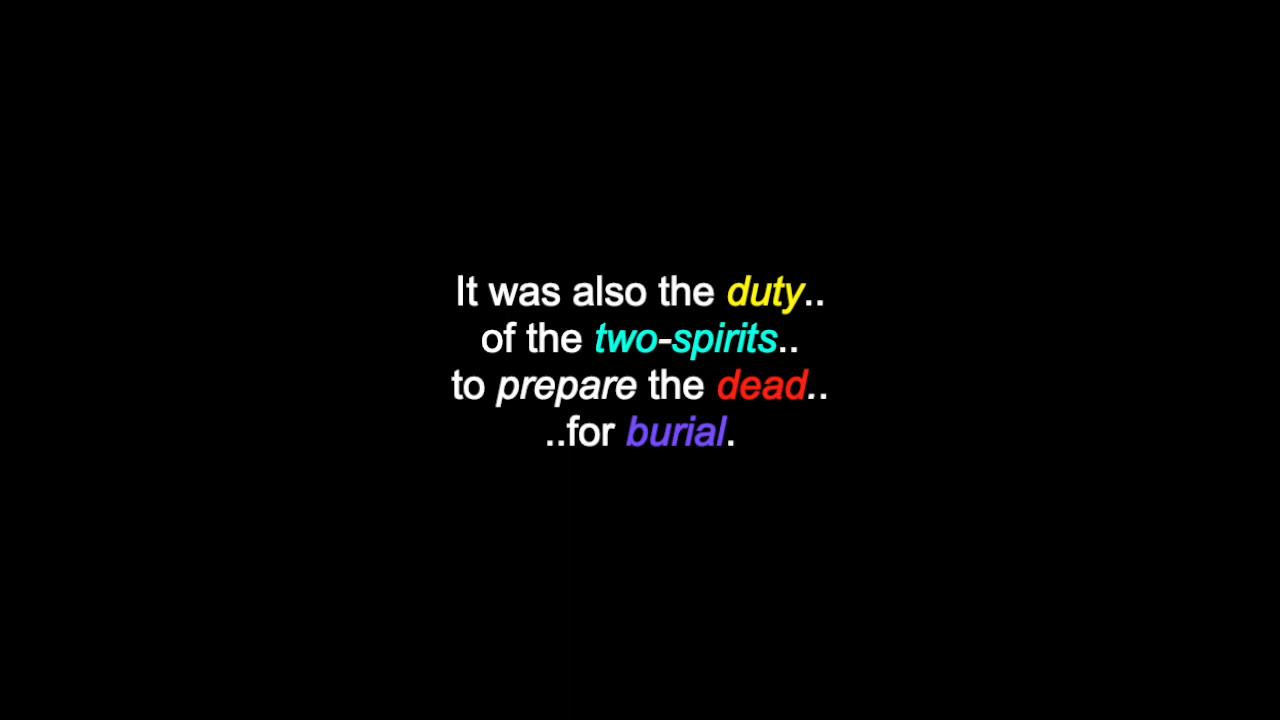 It was also the duty..
of the two-spirits..
to prepare the dead..
..for burial.